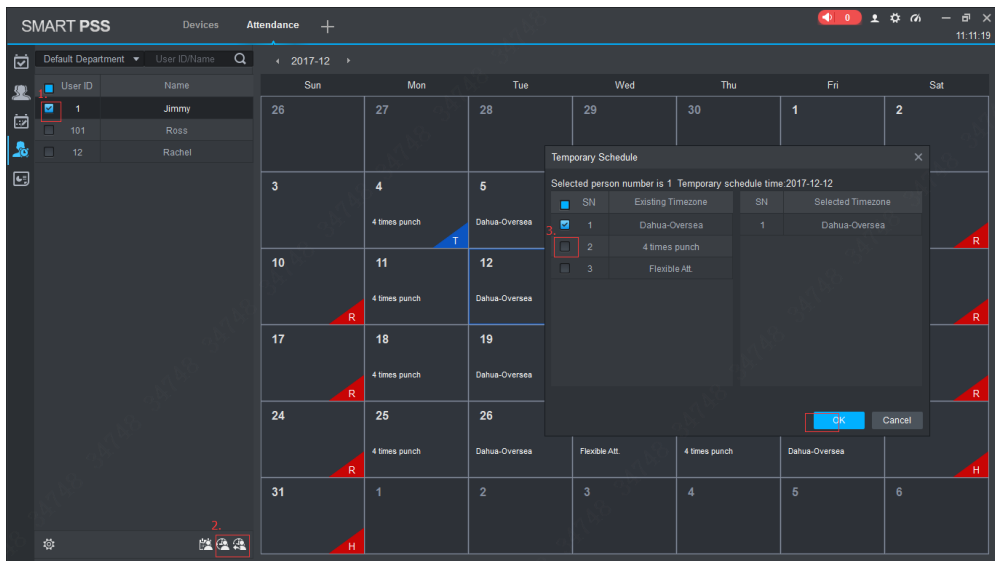 SMART PSS
Devices
Attendance
0
11:11:19
Default Department
User ID/Name
2017-12
1.
User ID
Name
1
Jimmy
101
Ross
12
Rachel
2.
Sun
Mon
Tue
Wed
Thu
Fri
Sat
26
27
28
29
30
1
2
3
4
4 times punch
T
5
Dahua-Oversea
R
10
R
11
4 times punch
12
Dahua-Oversea
R
17
R
18
4 times punch
19
Dahua-Oversea
R
24
R
25
4 times punch
26
Dahua-Oversea
Flexible Att.
4 times punch
Dahua-Oversea
H
31
H
1
2
3
4
5
6
Temporary Schedule
Selected person number is 1 Temporary schedule time:2017-12-12
SN
Existing Timezone
SN
Selected Timezone
1
Dahua-Oversea
1
Dahua-Oversea
3.
2
4 times punch
3
Flexible Att.
OK
Cancel